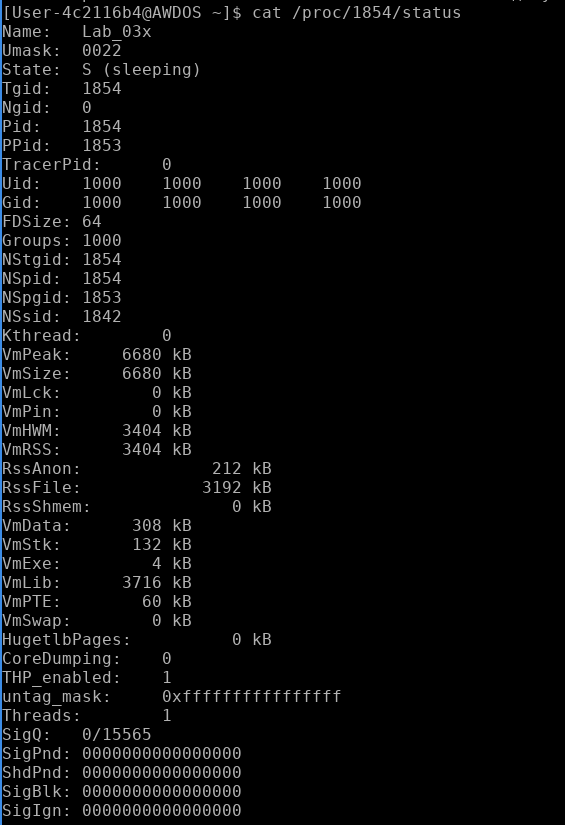 [User-4c2116b4@AWDOS ~]$ cat /proc/1854/status
Name:   Lab_03x
Umask:  0022
State:  S (sleeping)
Tgid:   1854
Ngid:   0
Pid:    1854
PPid:   1853
TracerPid:      0
Uid:    1000    1000    1000    1000
Gid:    1000    1000    1000    1000
FDSize: 64
Groups: 1000
NStgid: 1854
NSpid:  1854
NSpgid: 1853
NSsid:  1842
Kthread:        0
VmPeak:     6680 kB
VmSize:     6680 kB
VmLck:         0 kB
VmPin:         0 kB
VmHWM:      3404 kB
VmRSS:      3404 kB
RssAnon:             212 kB
RssFile:            3192 kB
RssShmem:              0 kB
VmData:      308 kB
VmStk:       132 kB
VmExe:         4 kB
VmLib:      3716 kB
VmPTE:        60 kB
VmSwap:        0 kB
HugetlbPages:          0 kB
CoreDumping:    0
THP_enabled:    1
untag_mask:     0xffffffffffffffff
Threads:        1
SigQ:   0/15565
SigPnd: 0000000000000000
ShdPnd: 0000000000000000
SigBlk: 0000000000000000
SigIgn: 0000000000000000